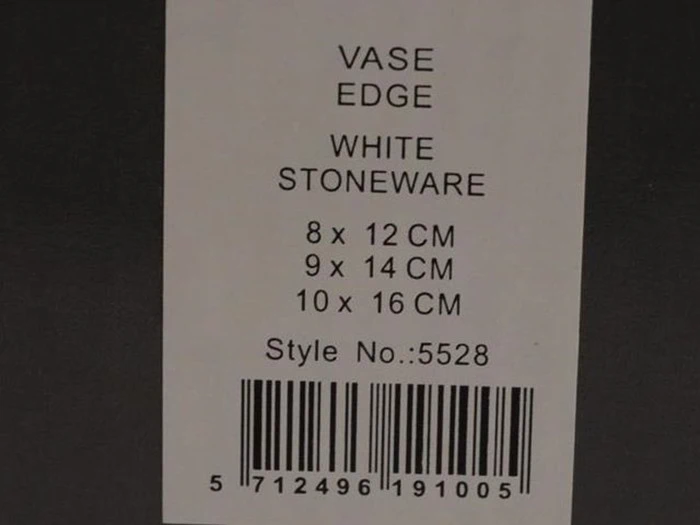 VASE
EDGE
WHITE
STONEWARE
8 x 12 CM
9 x 14 CM
10 x 16 CM
Style No.:5528
5 712496 191005